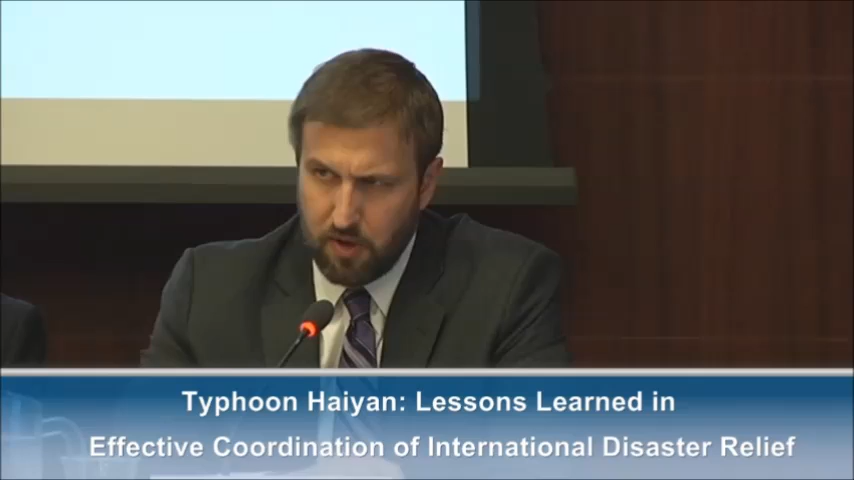 Typhoon Haiyan: Lessons Learned in
Effective Coordination of International Disaster Relief